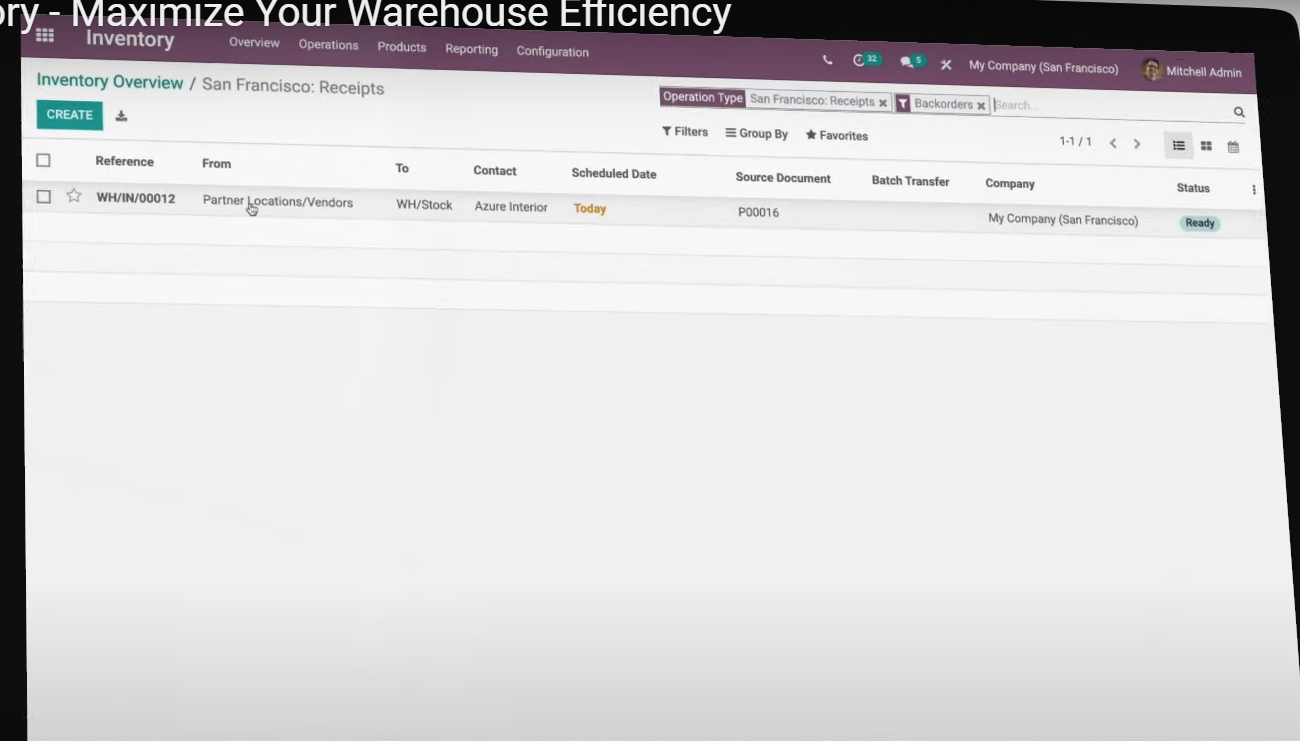 ory - Maximize Your Warehouse Efficiency
Inventory Overview Operations Products Reporting Configuration 32 5 My Company (San Francisco) Mitchell Admin
Inventory Overview / San Francisco: Receipts
Operation Type San Francisco: Receipts × Backorders × Search...
CREATE
Filters Group By Favorites 1-1 / 1
Reference From To Contact Scheduled Date Source Document Batch Transfer Company Status
WH/IN/00012 Partner Locations/Vendors WH/Stock Azure Interior Today P00016 My Company (San Francisco) Ready